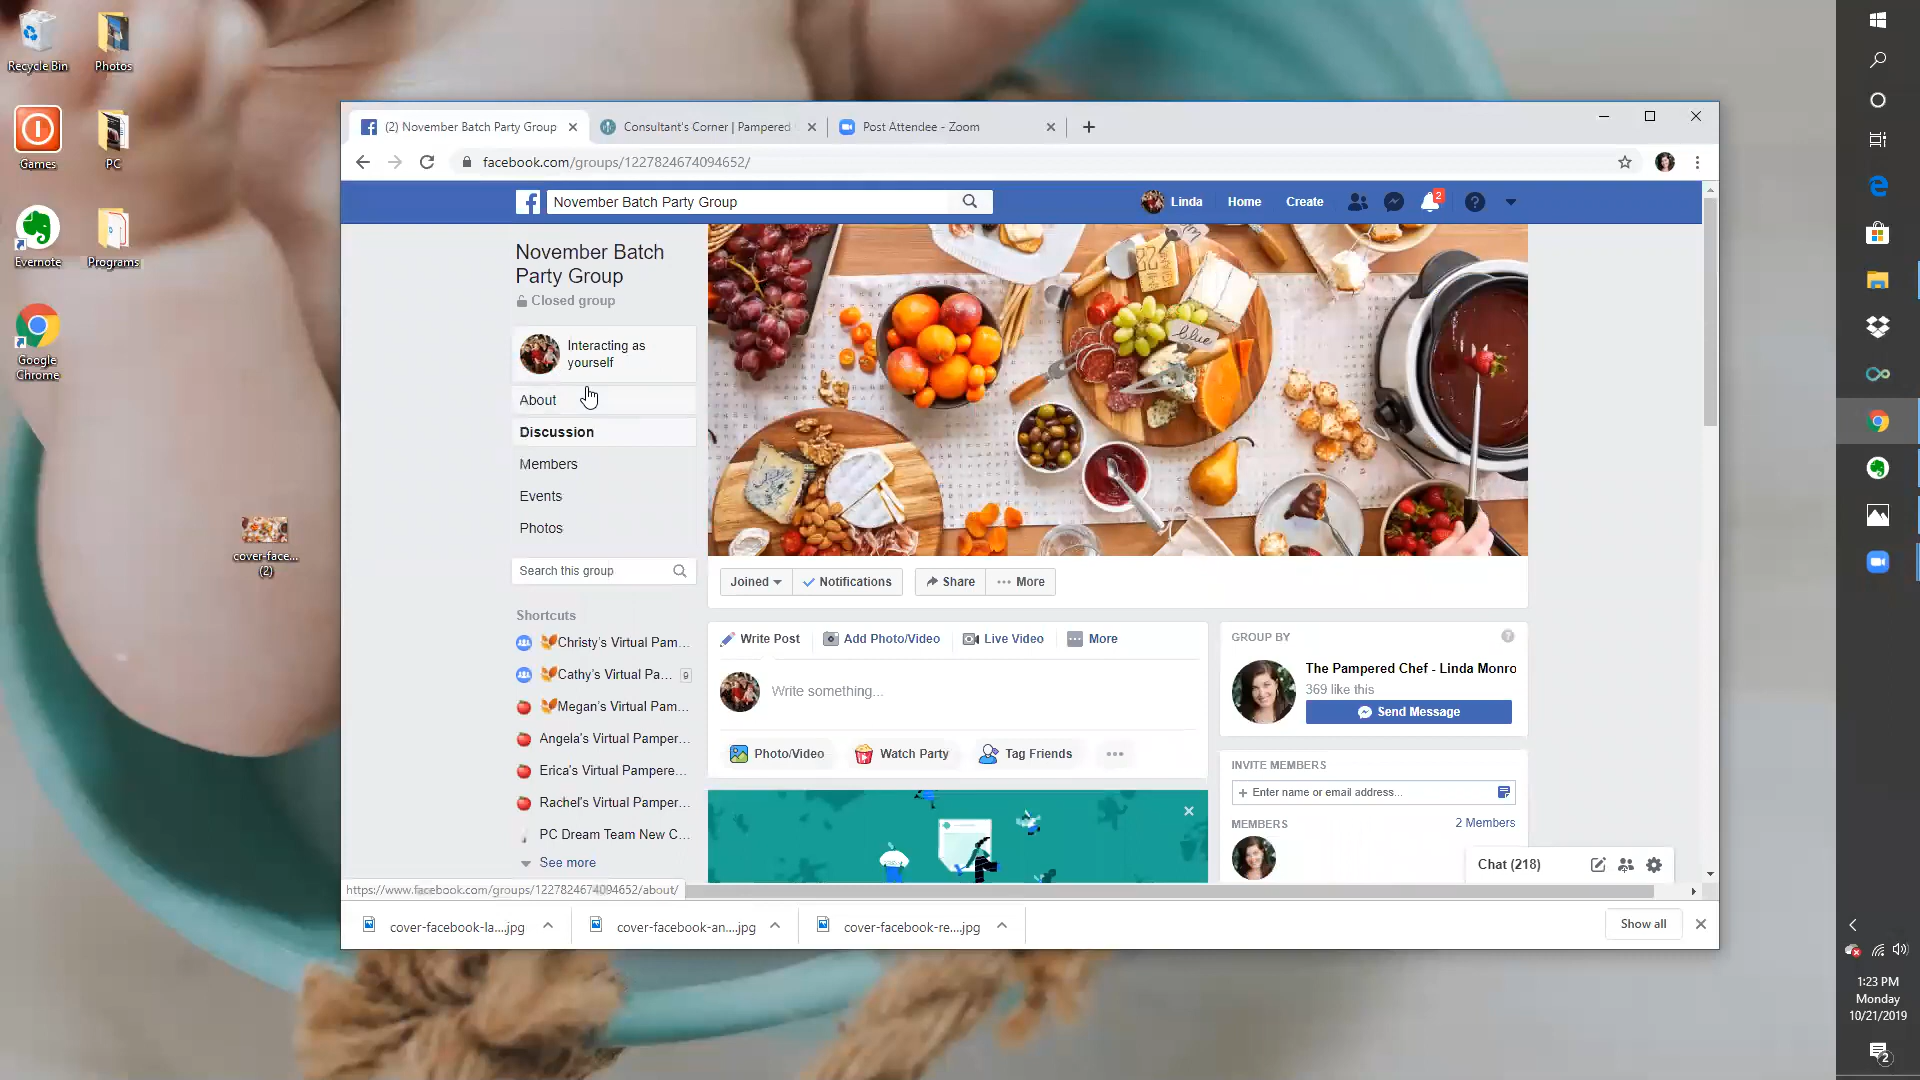 Recycle Bin
Photos
Games
PC
Evernote
Programs
Google
Chrome
cover-face...
(2)
(2) November Batch Party Group
Consultant's Corner | Pampered
Post Attendee - Zoom
facebook.com/groups/1227824674094652/
November Batch Party Group
Linda
Home
Create
2
November Batch
Party Group
Closed group
Interacting as
yourself
About
Discussion
Members
Events
Photos
Search this group
Shortcuts
Christy's Virtual Pam...
Cathy's Virtual Pa...
9
Megan's Virtual Pam...
Angela's Virtual Pamper...
Erica's Virtual Pampere...
Rachel's Virtual Pamper...
PC Dream Team New C...
See more
blue
Joined
Notifications
Share
More
Write Post
Add Photo/Video
Live Video
More
Write something...
Photo/Video
Watch Party
Tag Friends
GROUP BY
The Pampered Chef - Linda Monro
369 like this
Send Message
INVITE MEMBERS
+ Enter name or email address...
MEMBERS
2 Members
Chat (218)
https://www.facebook.com/groups/1227824674094652/about/
cover-facebook-la....jpg
cover-facebook-an....jpg
cover-facebook-re....jpg
Show all
1:23 PM
Monday
10/21/2019
2